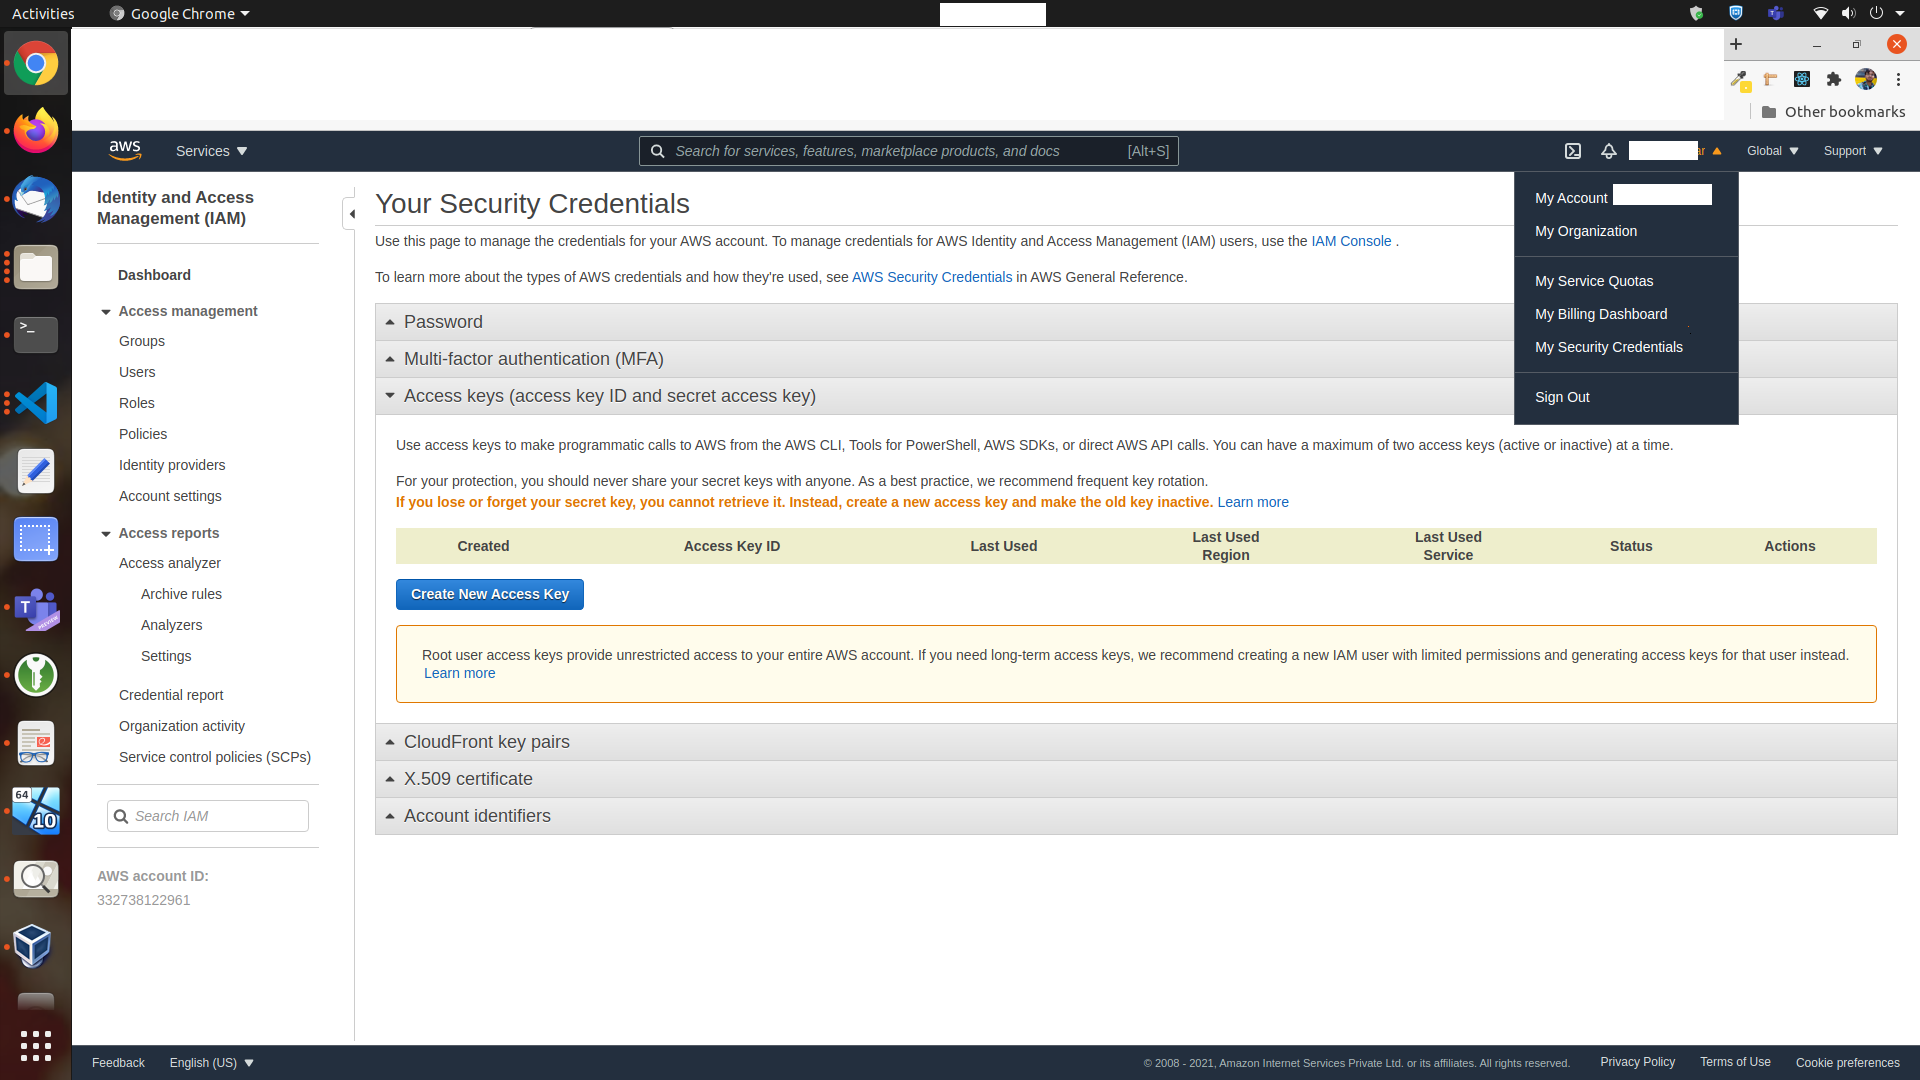 Activities
Google Chrome
Other bookmarks
aws
Services
Search for services, features, marketplace products, and docs
[Alt+S]
ar
Global
Support
My Account
My Organization
My Service Quotas
My Billing Dashboard
My Security Credentials
Sign Out
Identity and Access
Management (IAM)
Dashboard
Access management
Groups
Users
Roles
Policies
Identity providers
Account settings
Access reports
Access analyzer
Archive rules
Analyzers
Settings
Credential report
Organization activity
Service control policies (SCPs)
Search IAM
AWS account ID:
332738122961
Your Security Credentials
Use this page to manage the credentials for your AWS account. To manage credentials for AWS Identity and Access Management (IAM) users, use the IAM Console .
To learn more about the types of AWS credentials and how they're used, see AWS Security Credentials in AWS General Reference.
Password
Multi-factor authentication (MFA)
Access keys (access key ID and secret access key)
Use access keys to make programmatic calls to AWS from the AWS CLI, Tools for PowerShell, AWS SDKs, or direct AWS API calls. You can have a maximum of two access keys (active or inactive) at a time.
For your protection, you should never share your secret keys with anyone. As a best practice, we recommend frequent key rotation.
If you lose or forget your secret key, you cannot retrieve it. Instead, create a new access key and make the old key inactive. Learn more
Created Access Key ID Last Used Last Used Region Last Used Service Status Actions
Create New Access Key
Root user access keys provide unrestricted access to your entire AWS account. If you need long-term access keys, we recommend creating a new IAM user with limited permissions and generating access keys for that user instead.
Learn more
CloudFront key pairs
X.509 certificate
Account identifiers
>_
T
PREVIEW
64
10
Feedback
English (US)
© 2008 - 2021, Amazon Internet Services Private Ltd. or its affiliates. All rights reserved.
Privacy Policy
Terms of Use
Cookie preferences